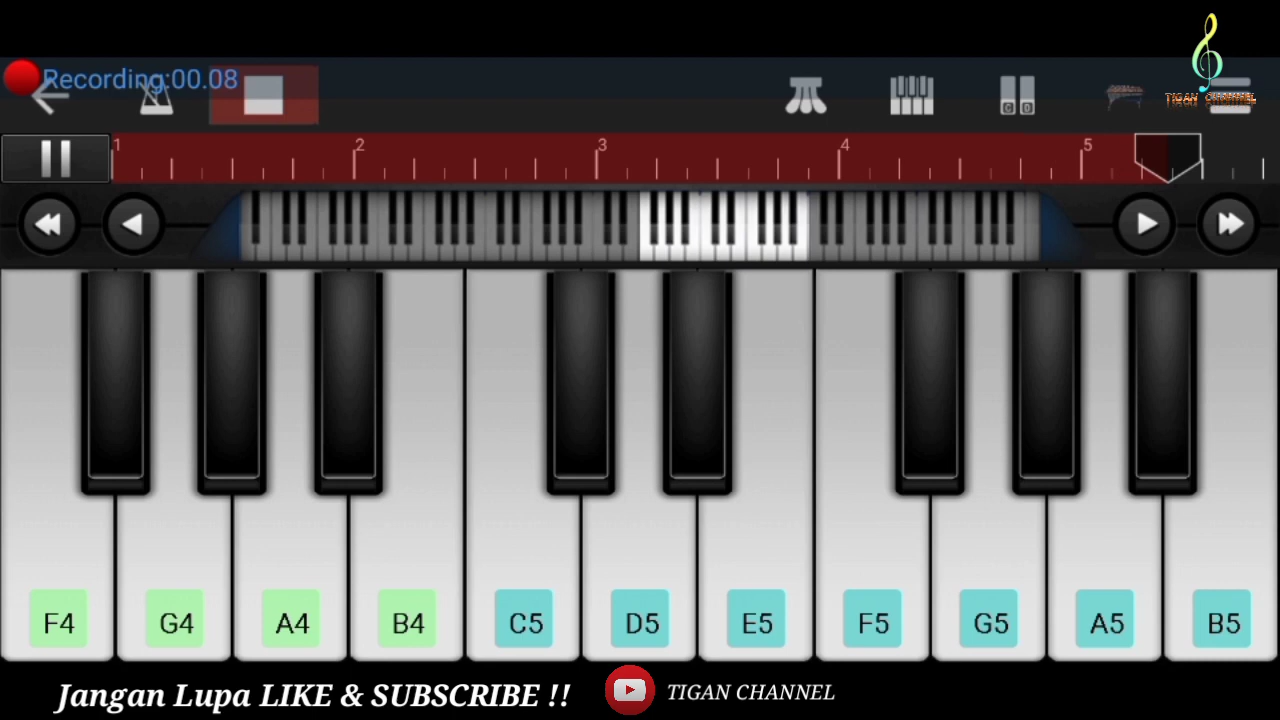 Recording:00.08
TIGAN CHANNEL
1 2 3 4 5
C D
F4 G4 A4 B4 C5 D5 E5 F5 G5 A5 B5
Jangan Lupa LIKE & SUBSCRIBE !!
TIGAN CHANNEL